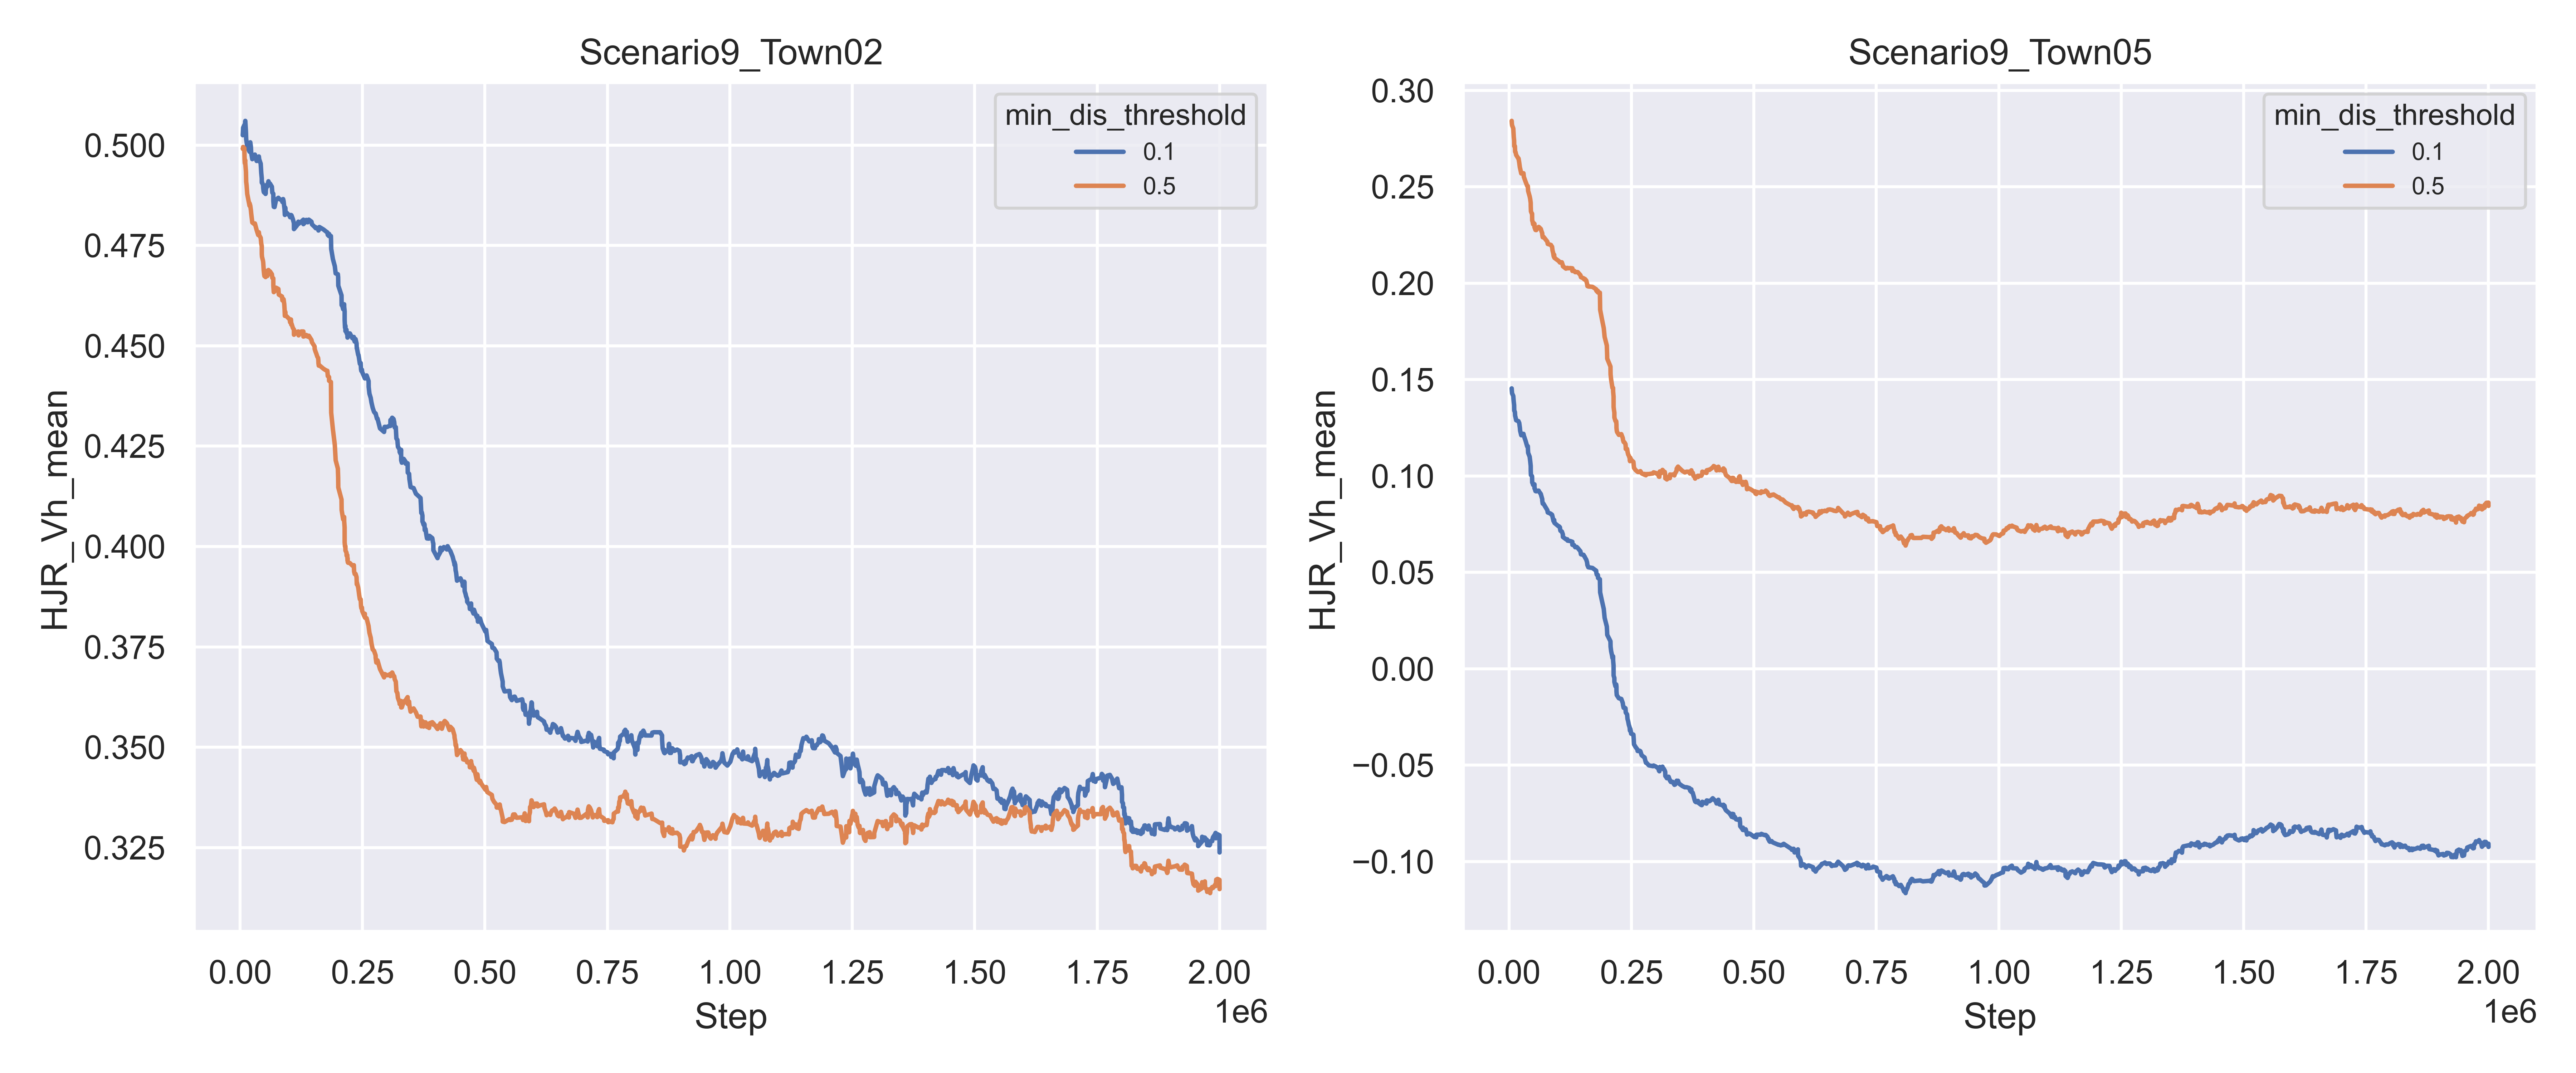 Scenario9_Town02
HJR_Vh_mean
0.500
0.475
0.450
0.425
0.400
0.375
0.350
0.325
min_dis_threshold
0.1
0.5
0.00 0.25 0.50 0.75 1.00 1.25 1.50 1.75 2.00
1e6
Step
Scenario9_Town05
HJR_Vh_mean
0.30
0.25
0.20
0.15
0.10
0.05
0.00
−0.05
−0.10
min_dis_threshold
0.1
0.5
0.00 0.25 0.50 0.75 1.00 1.25 1.50 1.75 2.00
1e6
Step